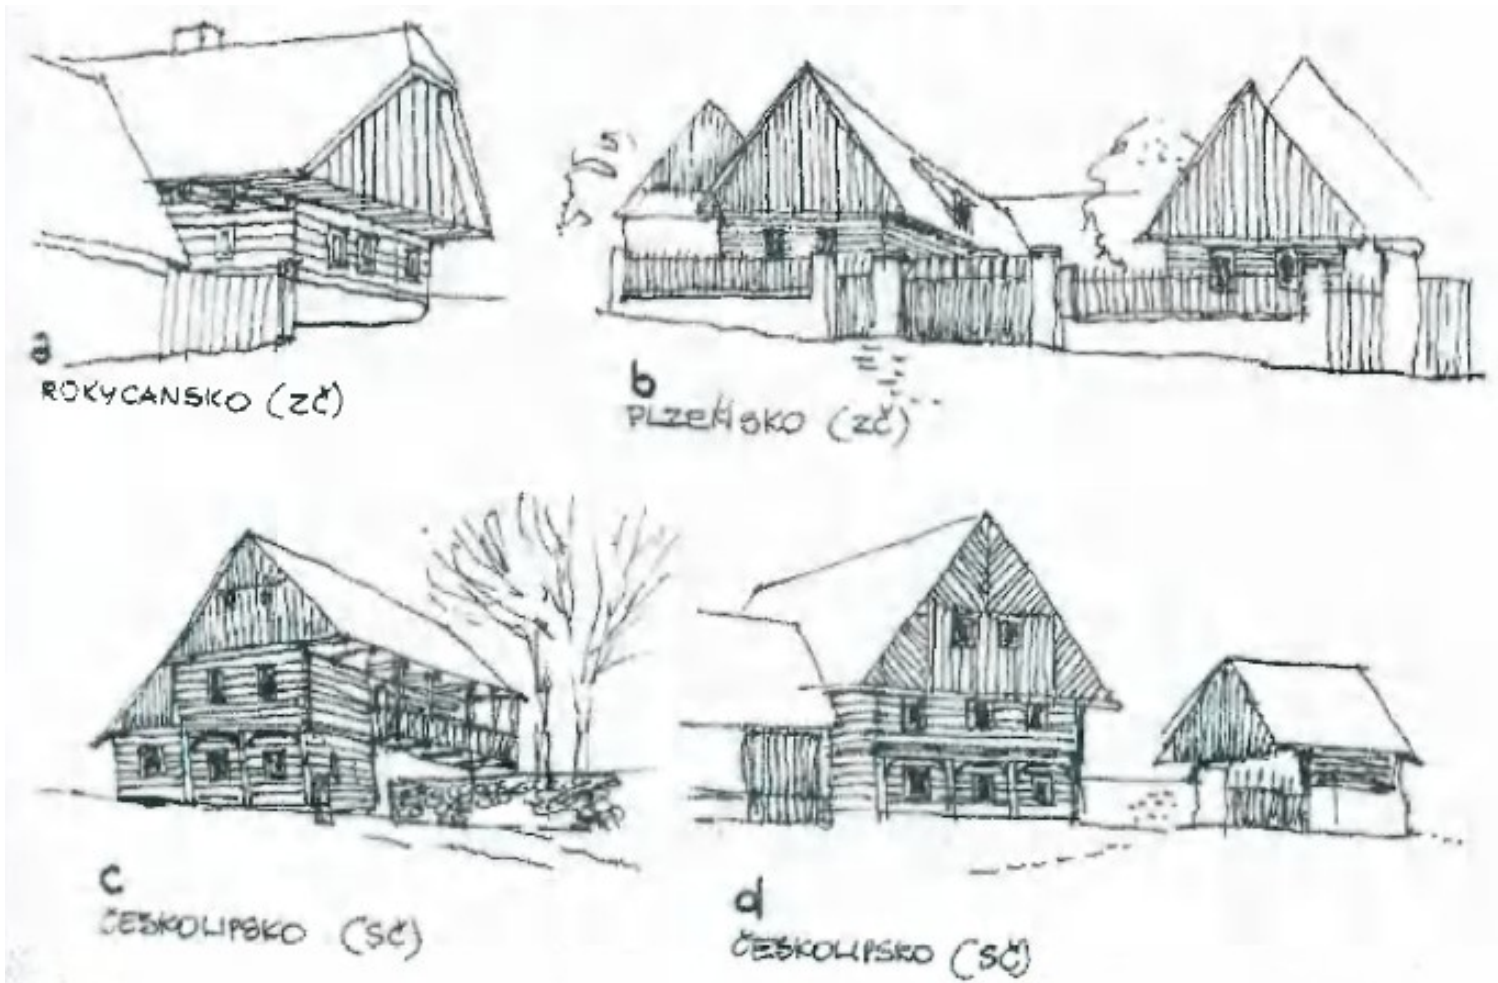 a
ROKYCANSKO (ZČ)
b
PLZEŇSKO (ZČ)
c
ČESKOLIPSKO (SČ)
d
ČESKOLIPSKO (SČ)